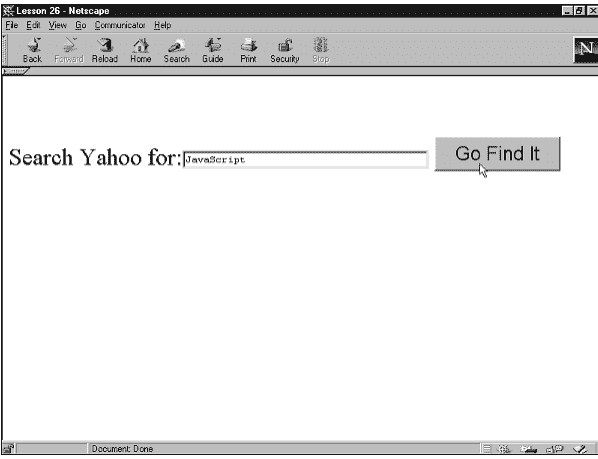 Lesson 26 - Netscape
File Edit View Go Communicator Help
Back Forward Reload Home Search Guide Print Security Stop
N
Search Yahoo for: JavaScript Go Find It
Document: Done